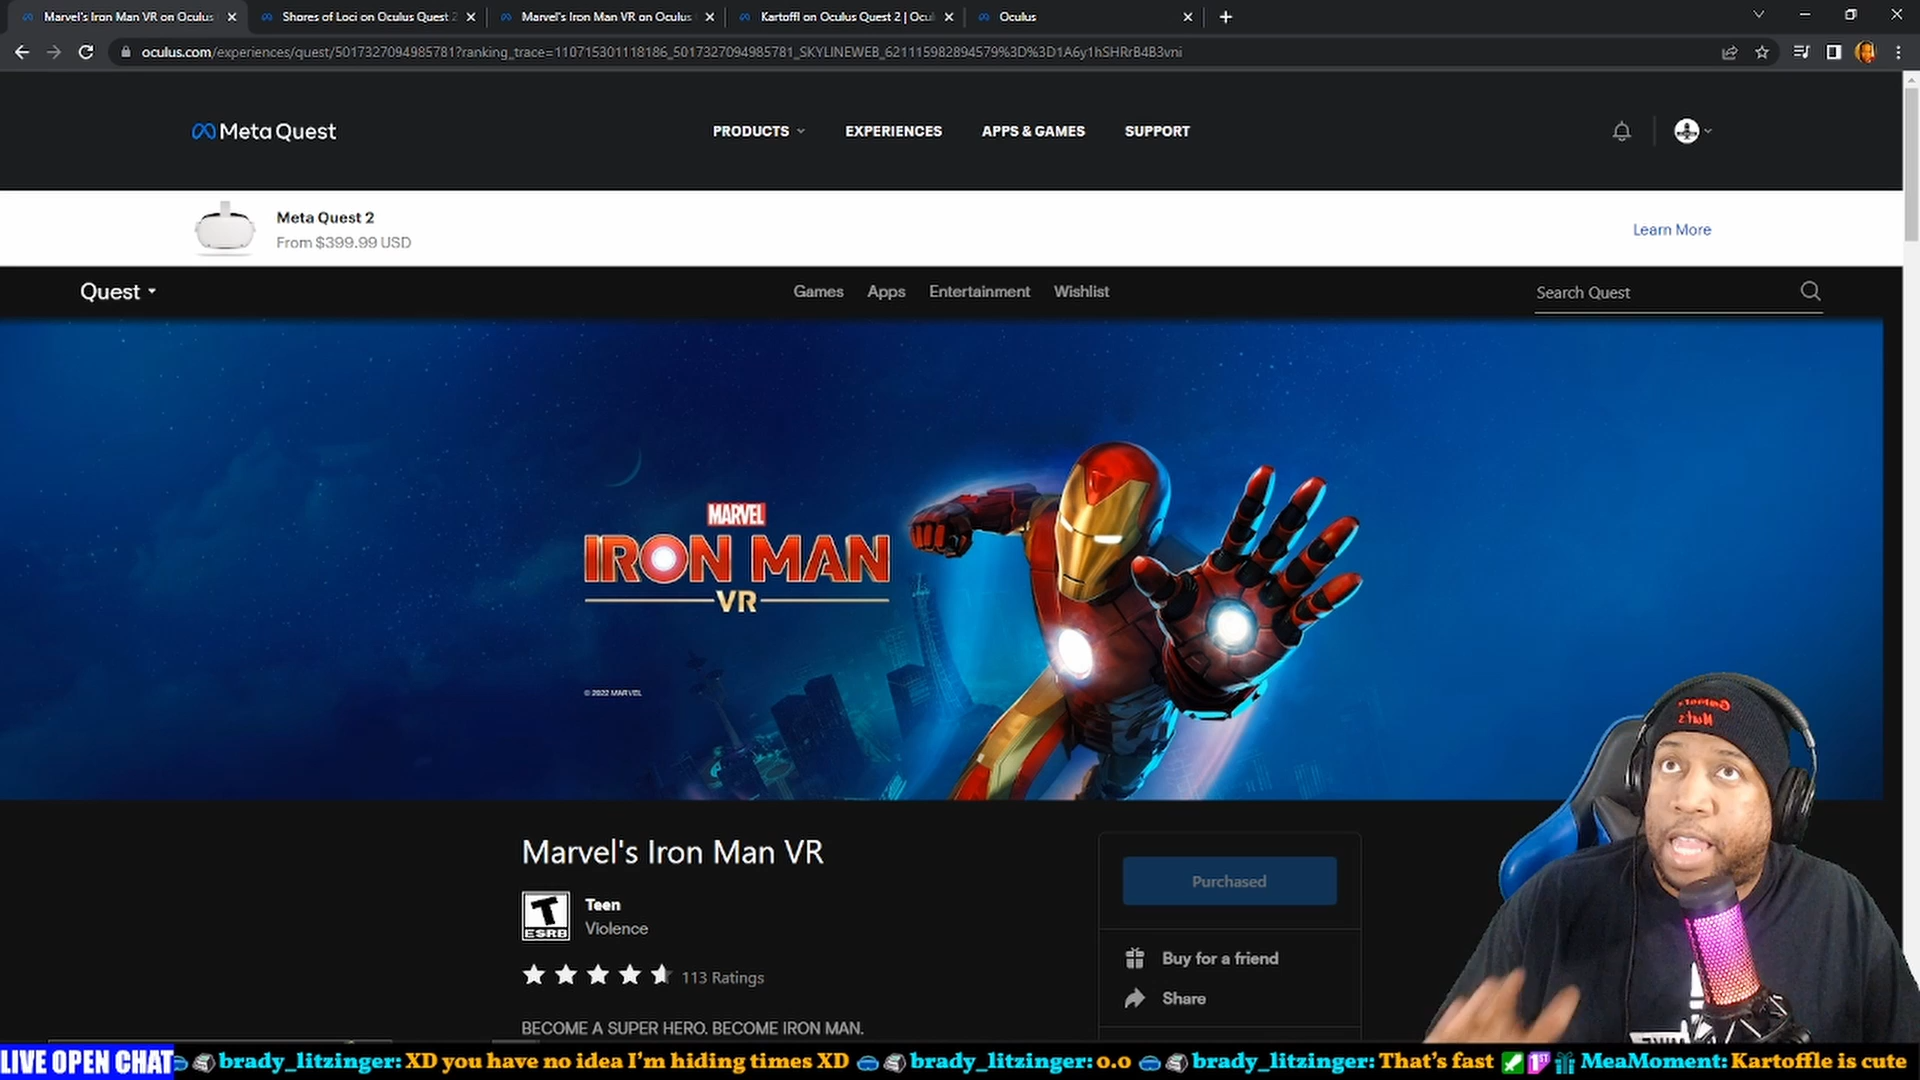 Marvel's Iron Man VR on Oculus
Shores of Loci on Oculus Quest 2
Marvel's Iron Man VR on Oculus
Kartoffl on Oculus Quest 2 | Ocul
Oculus
oculus.com/experiences/quest/5017327094985781?ranking_trace=110715301118186_5017327094985781_SKYLINEWEB_621115982894579%3D%3D1A6y1hSHRrB4B3vni
Meta Quest
PRODUCTS
EXPERIENCES
APPS & GAMES
SUPPORT
Meta Quest 2
From $399.99 USD
Learn More
Quest
Games
Apps
Entertainment
Wishlist
Search Quest
MARVEL
IRON MAN
VR
© 2022 MARVEL
Marvel's Iron Man VR
Purchased
T
ESRB
Teen
Violence
113 Ratings
Buy for a friend
Share
BECOME A SUPER HERO. BECOME IRON MAN.
LIVE OPEN CHAT brady_litzinger: XD you have no idea I'm hiding times XD brady_litzinger: o.o brady_litzinger: That's fast 1ST MeaMoment: Kartoffle is cute